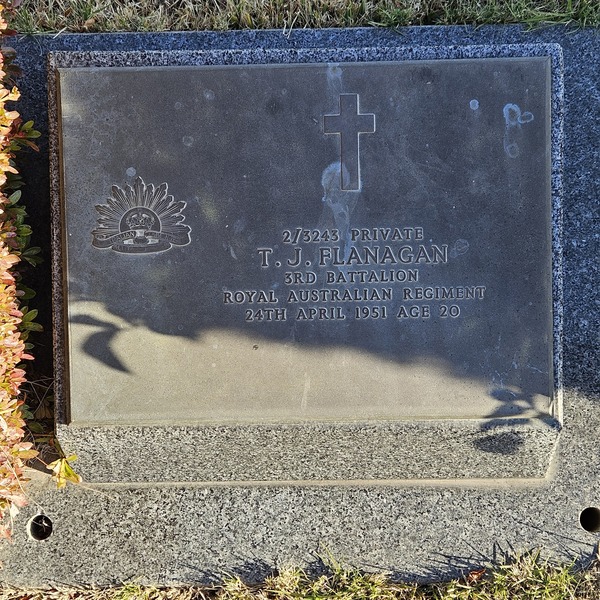 2/3243 PRIVATE
T. J. FLANAGAN
3RD BATTALION
ROYAL AUSTRALIAN REGIMENT
24TH APRIL 1951 AGE 20